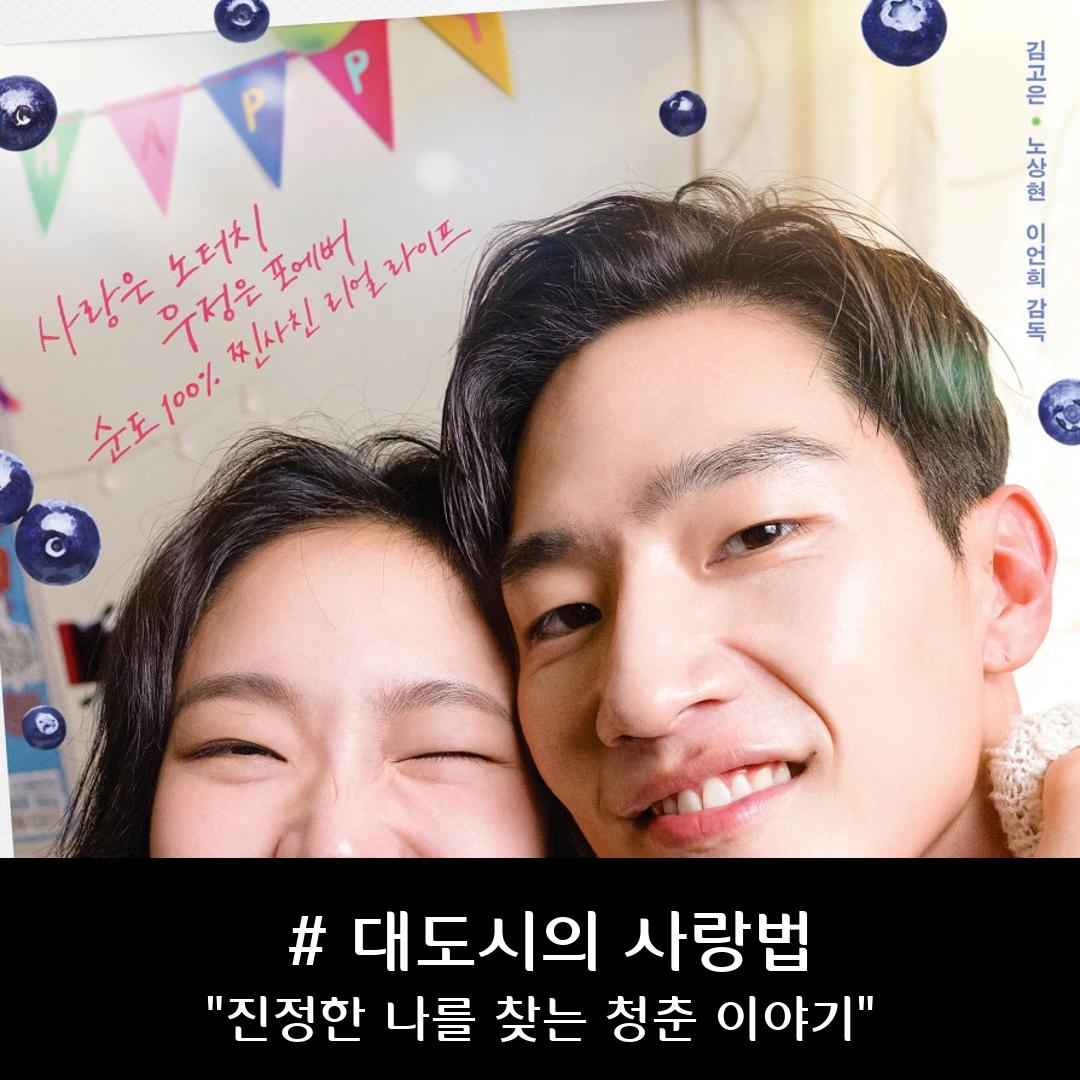 HAPPY
사랑은 노터치
우정은 포에버
순도 100% 찐사친 리얼 라이프
김고은 • 노상현 이언희 감독
# 대도시의 사랑법
"진정한 나를 찾는 청춘 이야기"